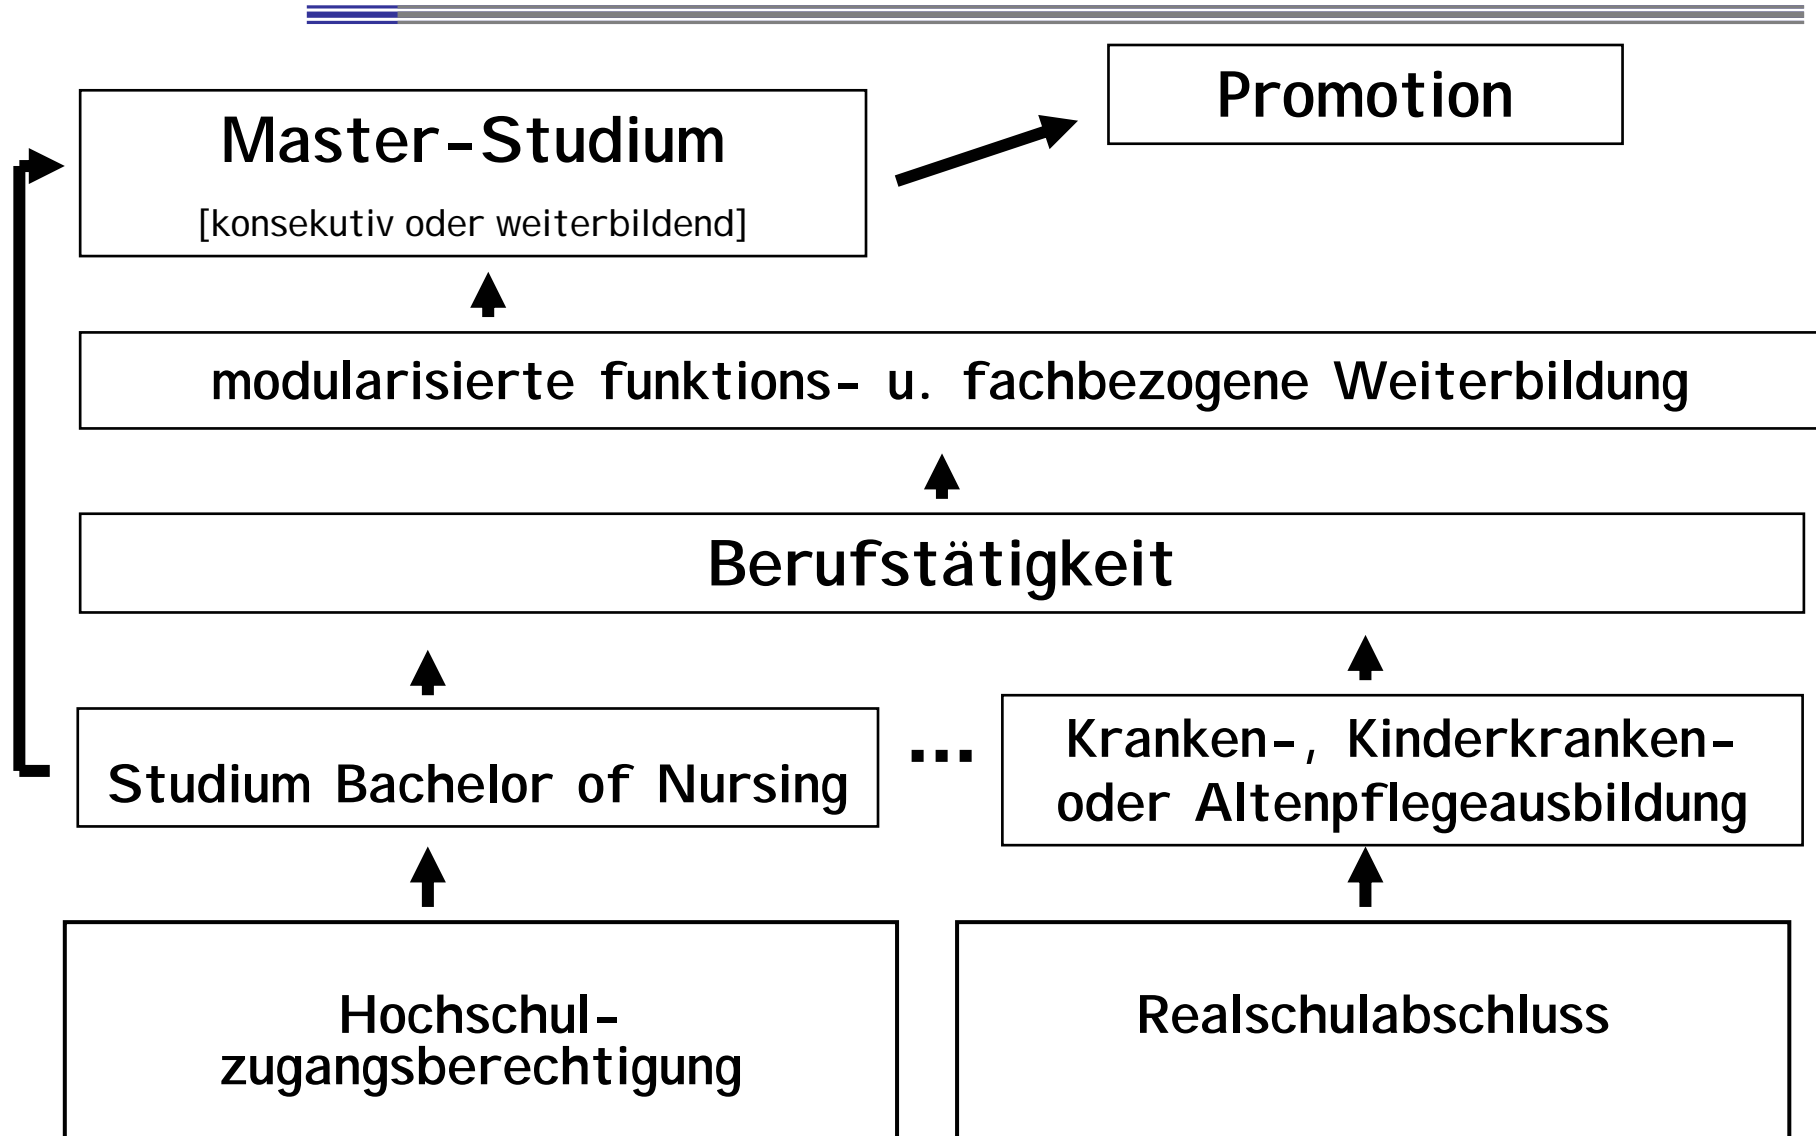 Promotion
Master-Studium
[konsekutiv oder weiterbildend]
modularisierte funktions- u. fachbezogene Weiterbildung
Berufstätigkeit
Studium Bachelor of Nursing
...
Kranken-, Kinderkranken-
oder Altenpflegeausbildung
Hochschul-
zugangsberechtigung
Realschulabschluss